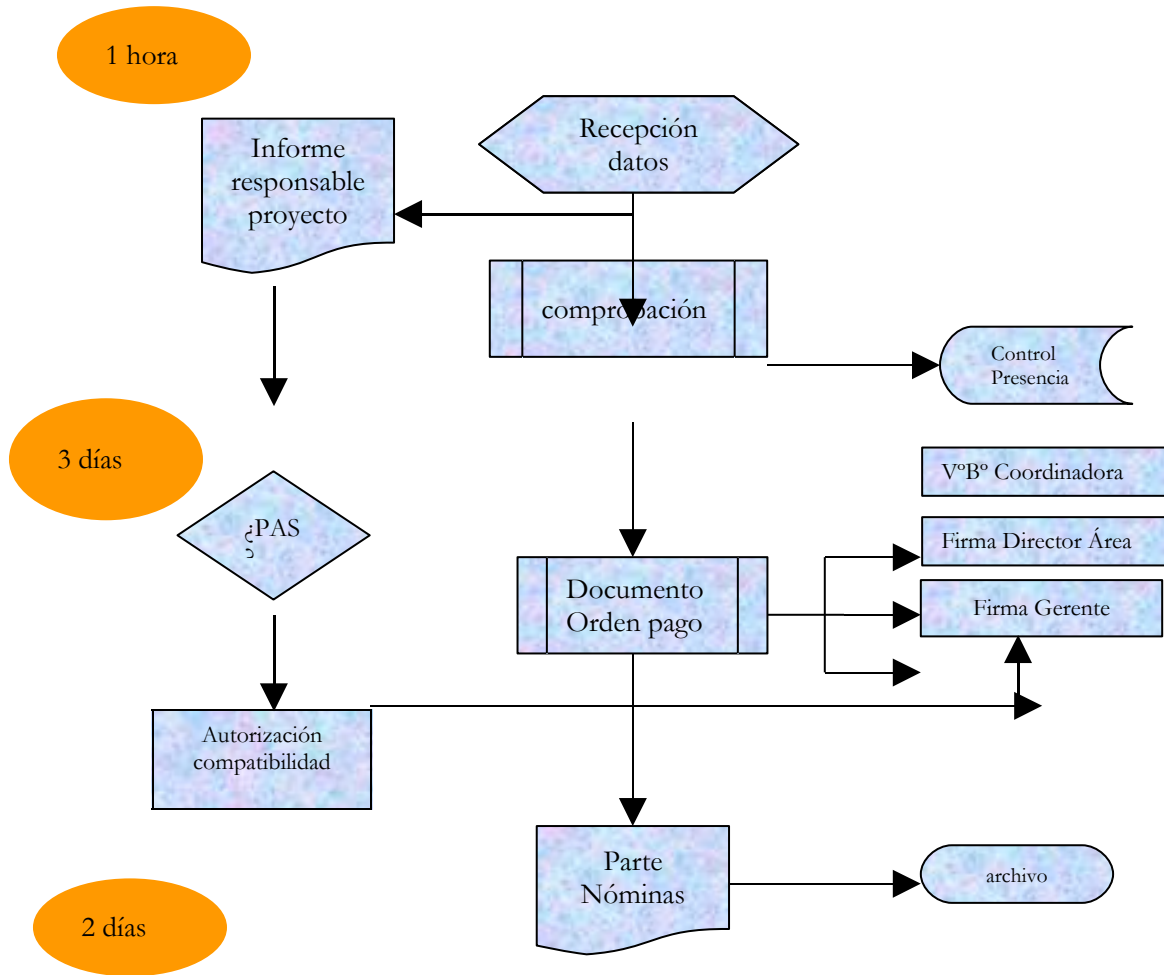 1 hora
Recepción
datos
Informe
responsable
proyecto
comprobación
Control
Presencia
3 días
VºBº Coordinadora
¿PAS
¿
Firma Director Área
Documento
Orden pago
Firma Gerente
Autorización
compatibilidad
Parte
Nóminas
archivo
2 días